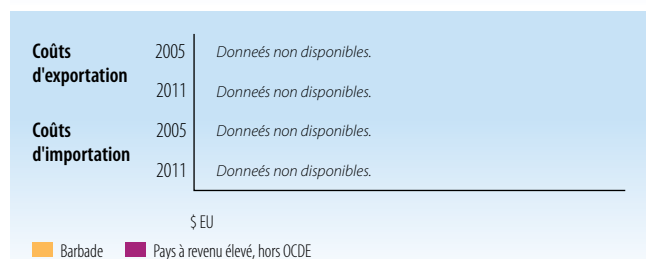 Coûts
d'exportation
2005 Donneés non disponibles.
2011 Donneés non disponibles.
Coûts
d'importation
2005 Donneés non disponibles.
2011 Donneés non disponibles.
$ EU
Barbade Pays à revenu élevé, hors OCDE